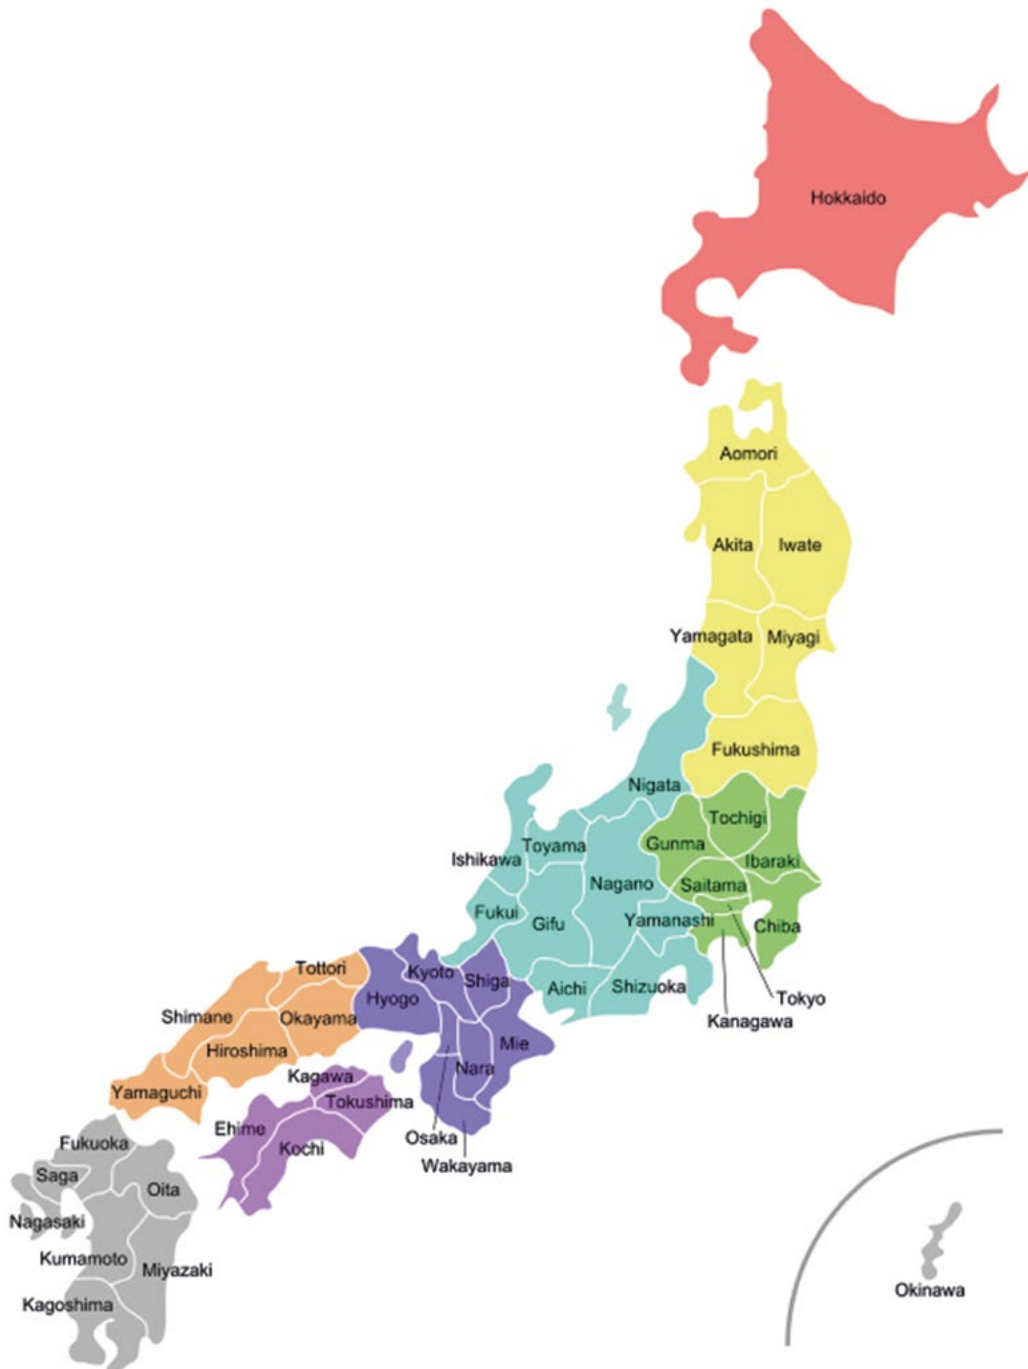 Hokkaido
Aomori
Akita
Iwate
Yamagata
Miyagi
Fukushima
Nigata
Tochigi
Gunma
Toyama
Ishikawa
Ibaraki
Nagano
Saitama
Fukui
Gifu
Yamanashi
Chiba
Tottori
Kyoto
Shiga
Aichi
Shizuoka
Hyogo
Tokyo
Shimane
Okayama
Kanagawa
Hiroshima
Mie
Nara
Kagawa
Yamaguchi
Tokushima
Ehime
Osaka
Fukuoka
Kochi
Wakayama
Saga
Oita
Nagasaki
Kumamoto
Miyazaki
Okinawa
Kagoshima